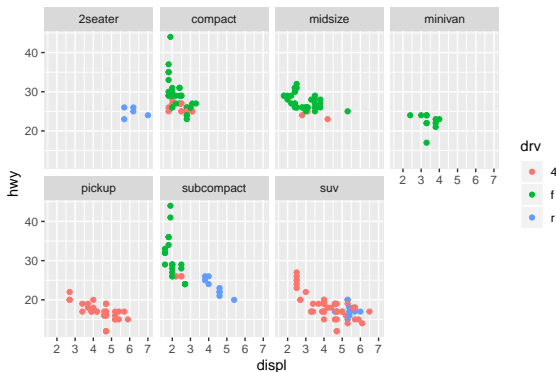 2seater compact midsize minivan
40
30
20
2 3 4 5 6 7
pickup subcompact suv
40
30
20
2 3 4 5 6 7 2 3 4 5 6 7 2 3 4 5 6 7
displ
hwy
drv
4
f
r